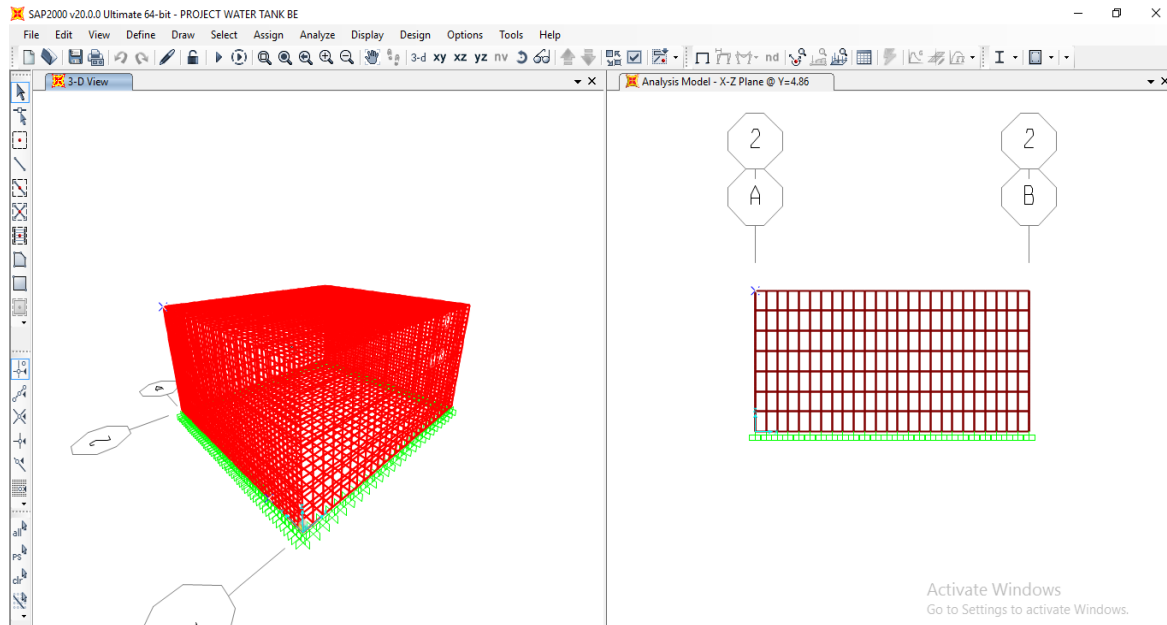 SAP2000 v20.0.0 Ultimate 64-bit - PROJECT WATER TANK BE
File Edit View Define Draw Select Assign Analyze Display Design Options Tools Help
3-d xy xz yz nv nd
3-D View
Analysis Model - X-Z Plane @ Y=4.86
2 2
A B
2
all
PS
clr
Activate Windows
Go to Settings to activate Windows.